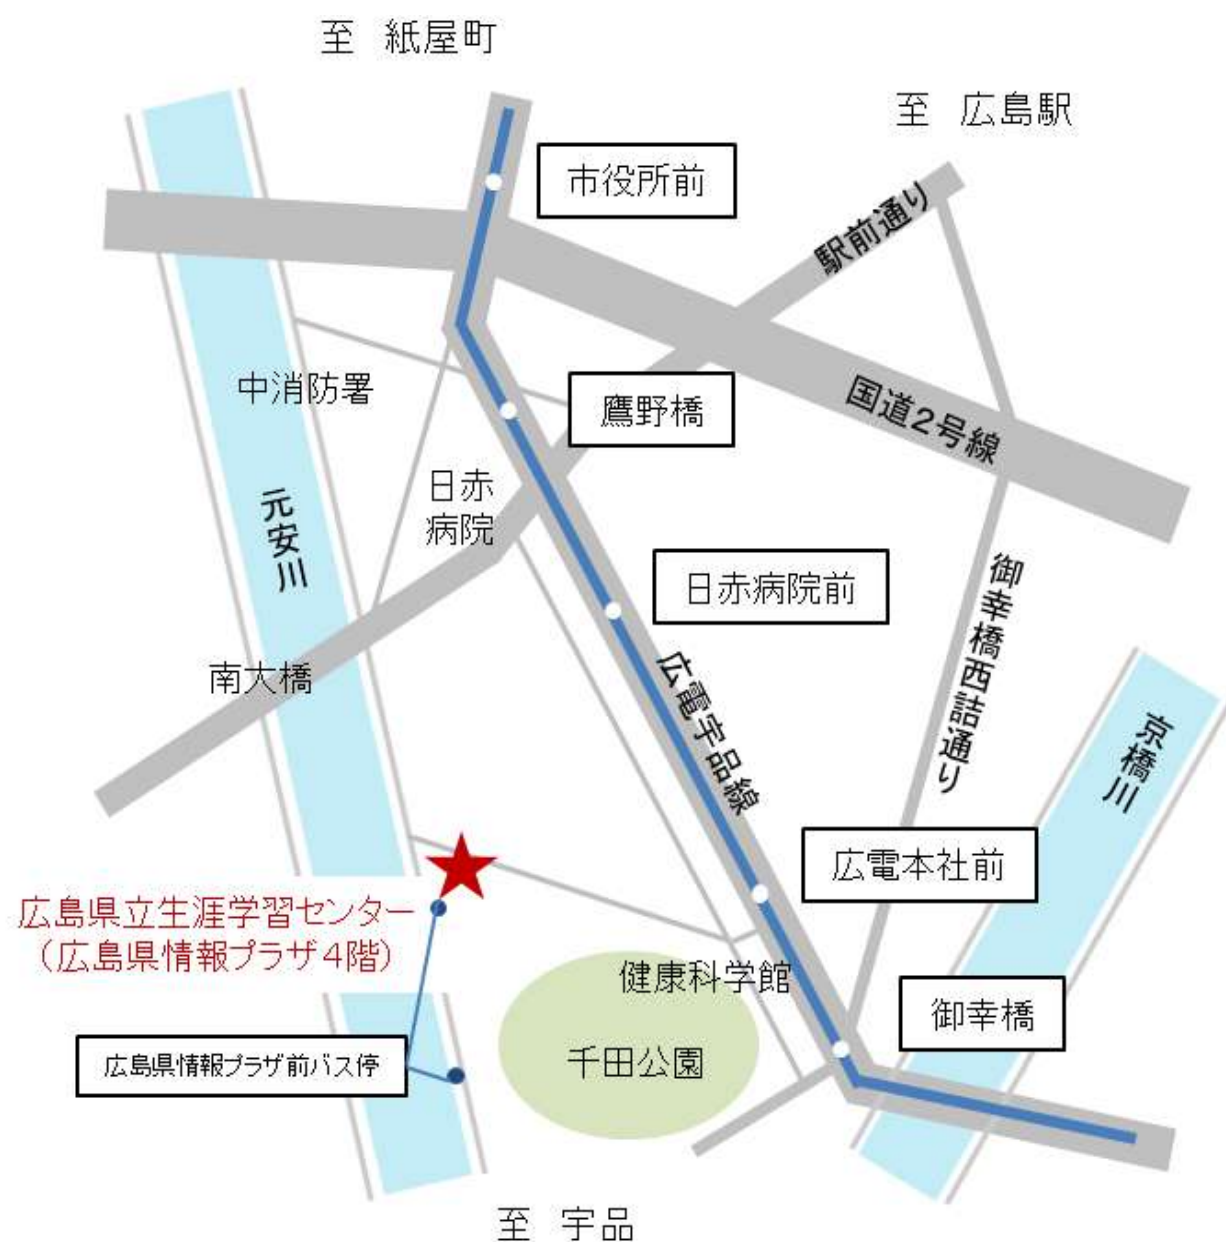 至 紙屋町
至 広島駅
市役所前
駅前通り
中消防署
鷹野橋
国道2号線
日赤
病院
元安川
日赤病院前
御幸橋西詰通り
南大橋
広電宇品線
京橋川
広電本社前
広島県立生涯学習センター
（広島県情報プラザ４階）
健康科学館
御幸橋
千田公園
広島県情報プラザ前バス停
至 宇品